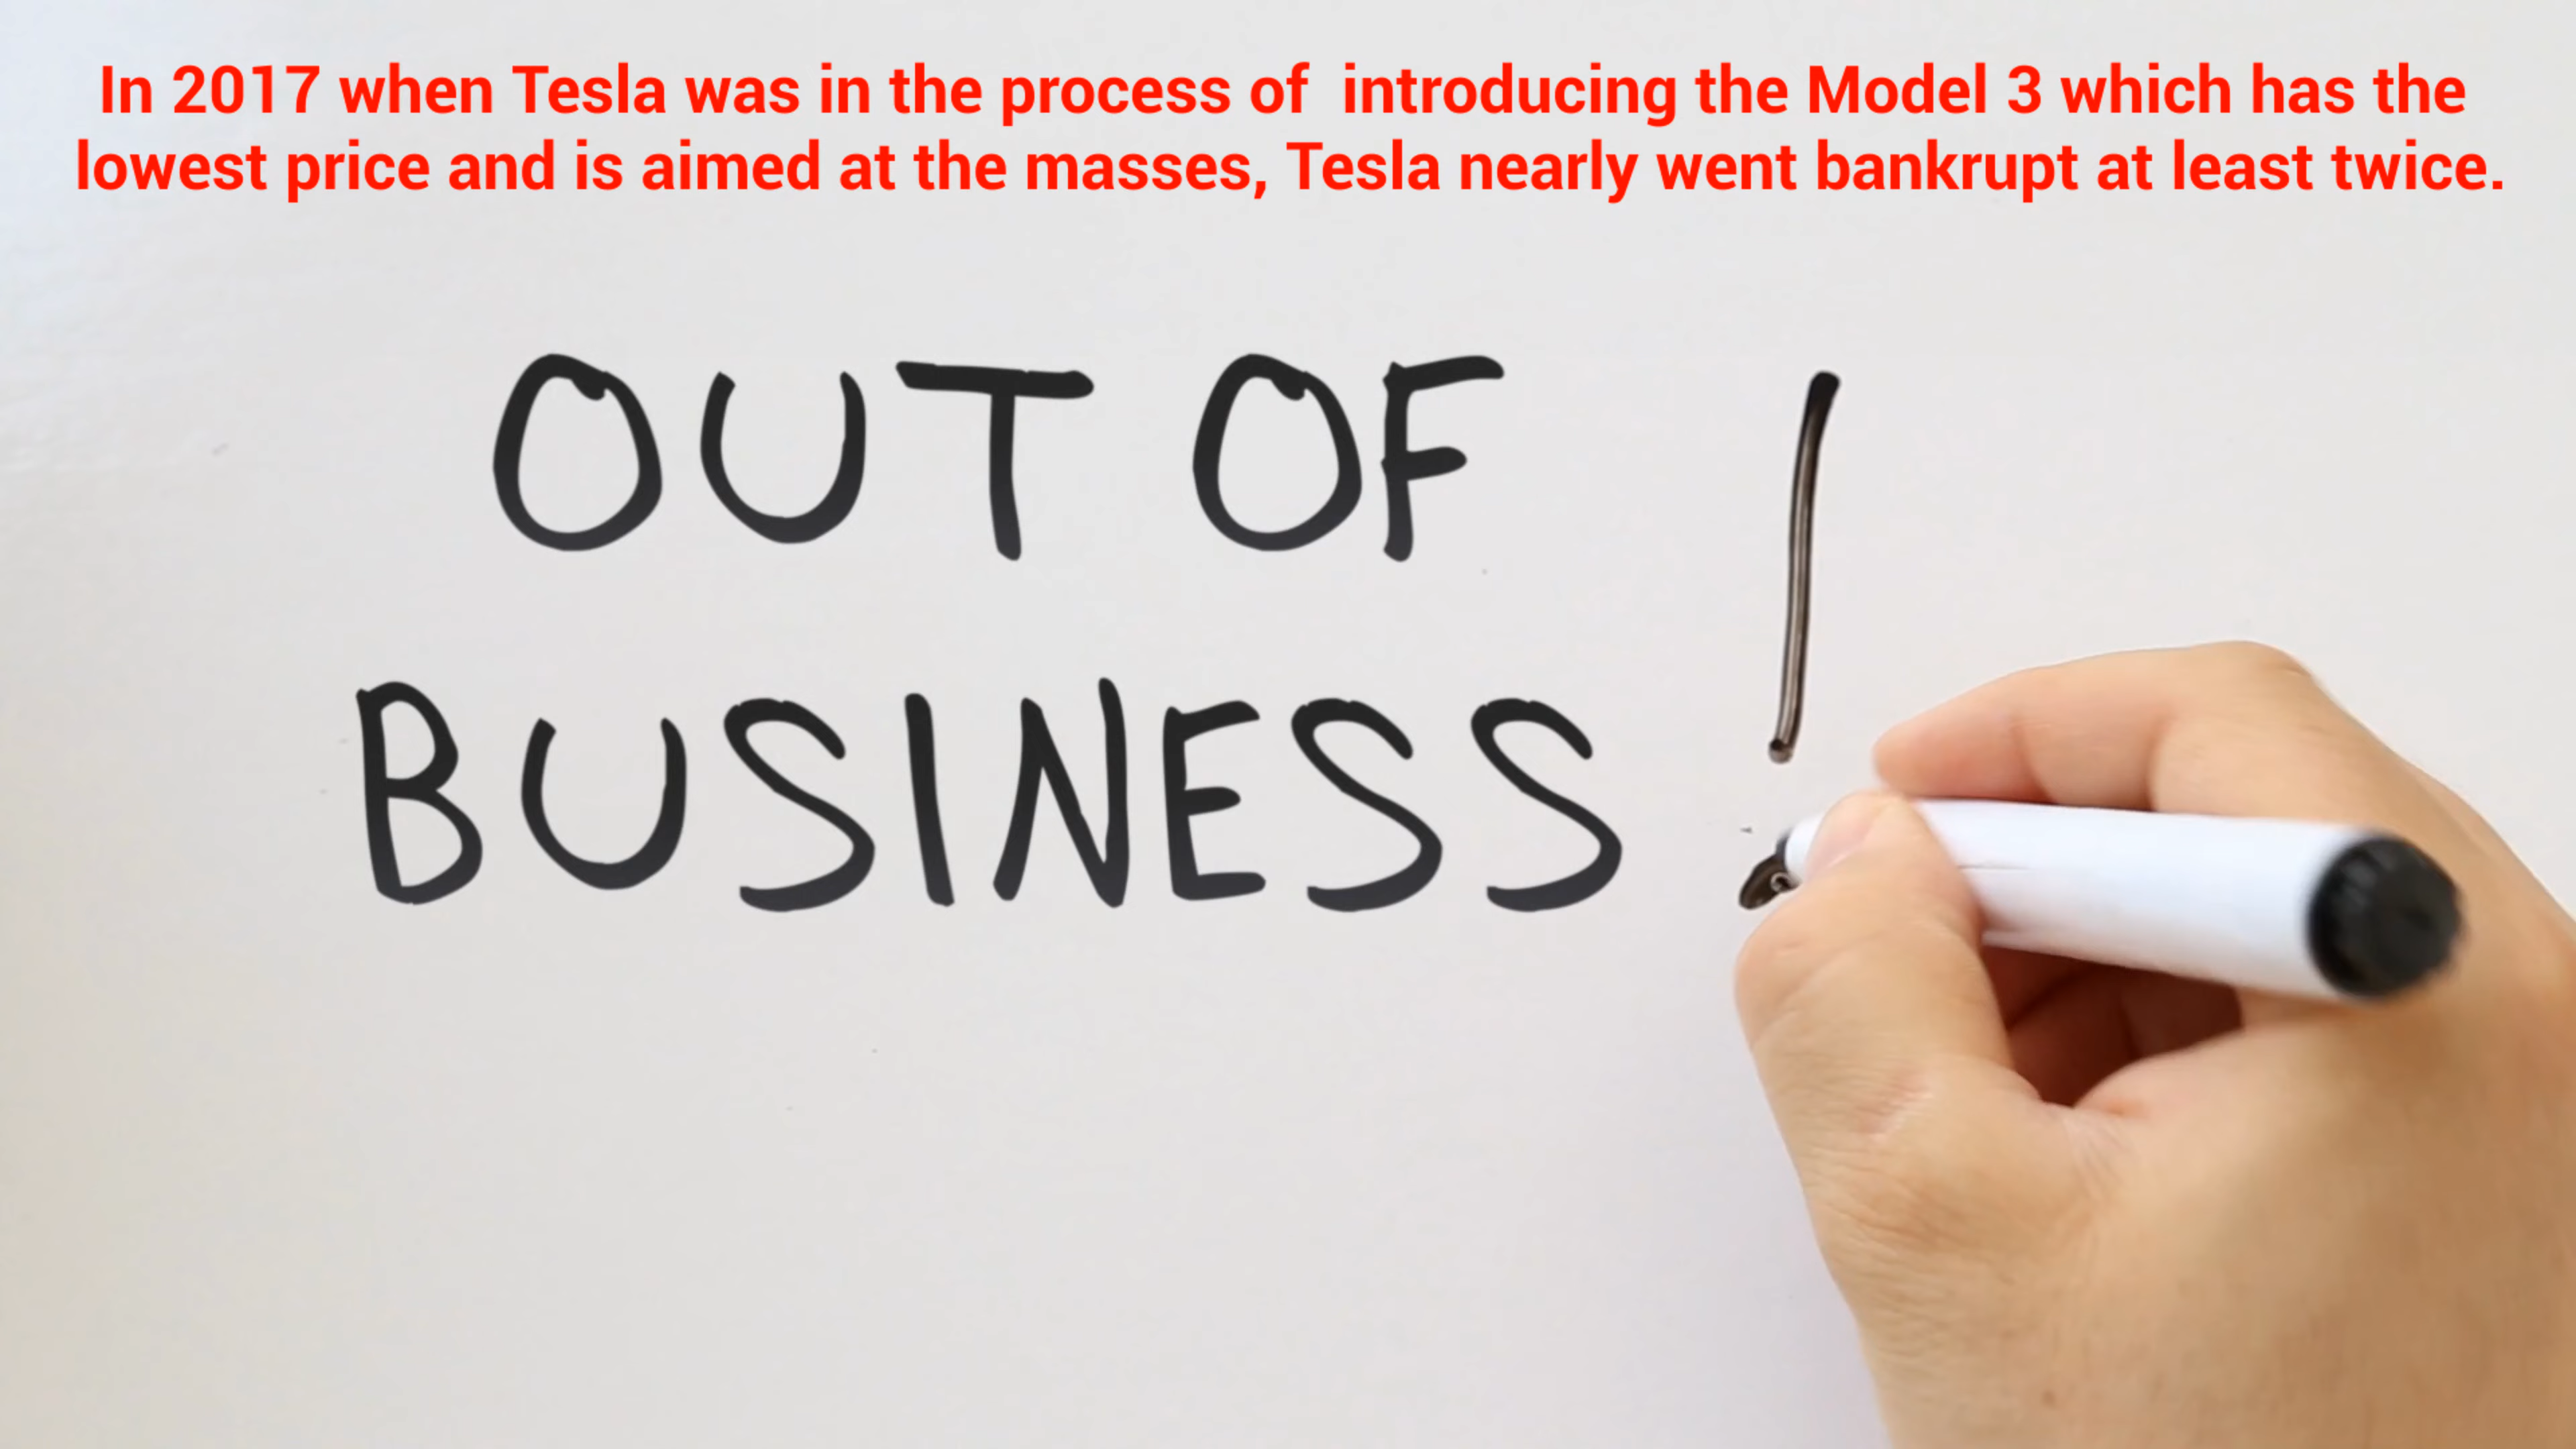 In 2017 when Tesla was in the process of  introducing the Model 3 which has the
lowest price and is aimed at the masses, Tesla nearly went bankrupt at least twice.
OUT OF
BUSINESS !